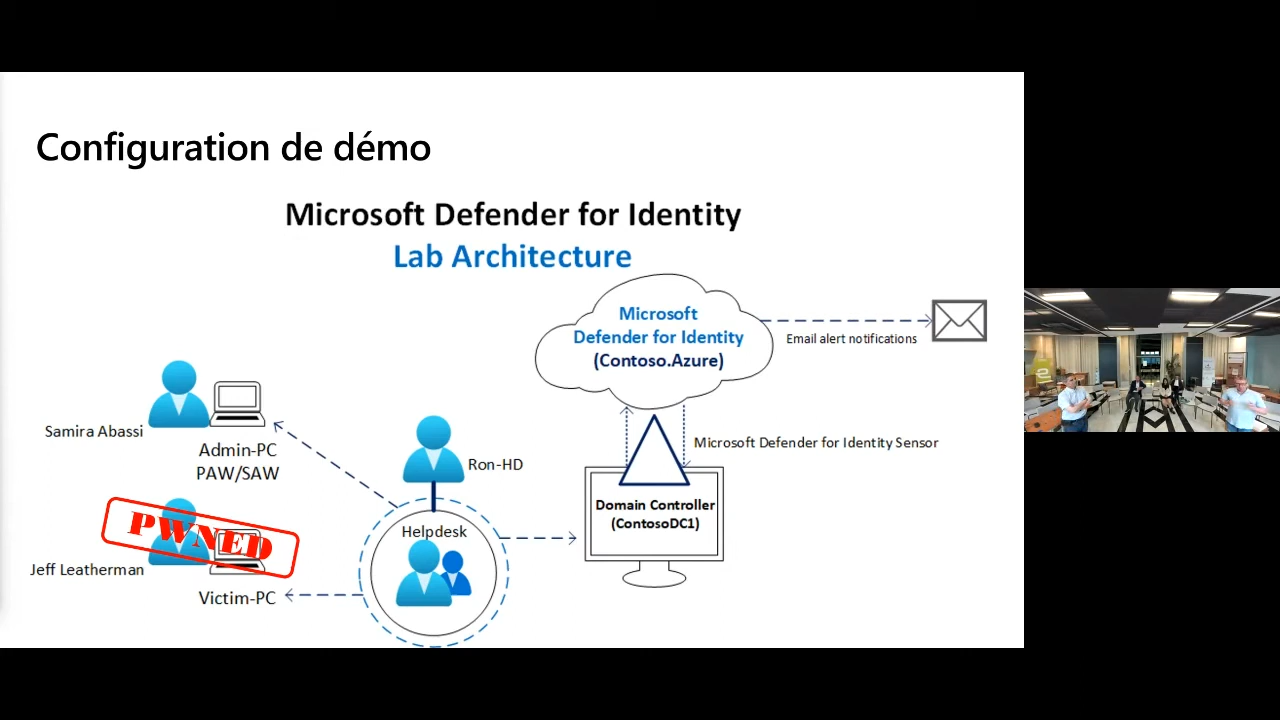 Configuration de démo
Microsoft Defender for Identity
Lab Architecture
Microsoft
Defender for Identity
(Contoso.Azure)
Email alert notifications
Samira Abassi
Admin-PC
PAW/SAW
Ron-HD
Microsoft Defender for Identity Sensor
Domain Controller
(ContosoDC1)
PWNED
Helpdesk
Jeff Leatherman
Victim-PC